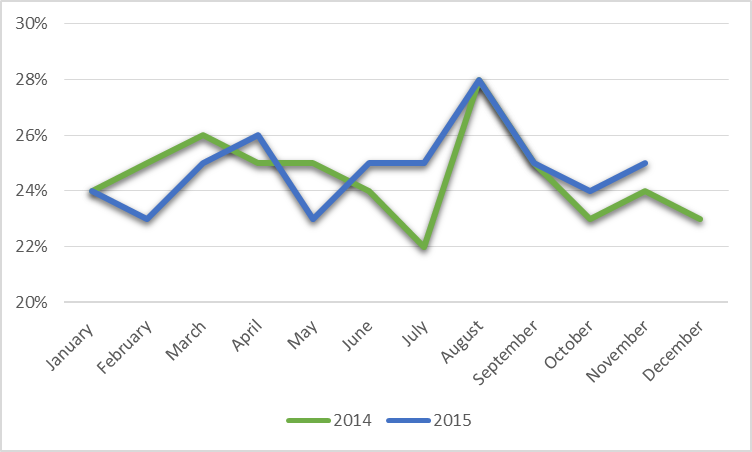 30%
28%
26%
24%
22%
20%
January
February
March
April
May
June
July
August
September
October
November
December
2014
2015